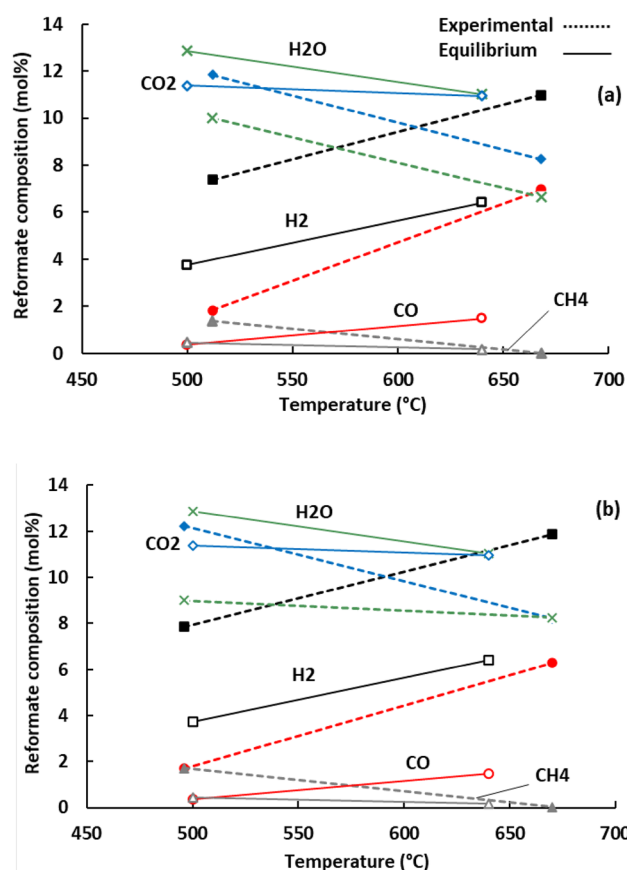 14
Experimental
H2O
12
Equilibrium
CO2
(a)
10
8
6
H2
4
2
CO
CH4
0
450
500
550
600
650
700
Temperature (°C)
Reformate composition (mol%)
14
H2O
(b)
12
CO2
10
8
6
H2
4
2
CO
CH4
0
450
500
550
600
650
700
Temperature (°C)
Reformate composition (mol%)